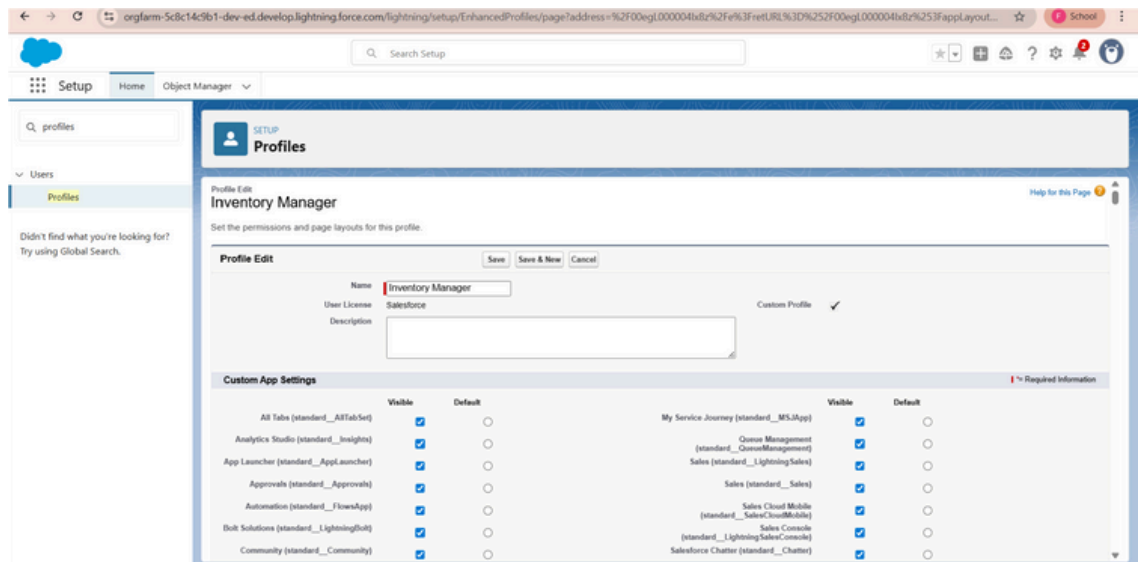 orgfarm-5c8c14c9b1-dev-ed.develop.lightning.force.com/lightning/setup/EnhancedProfiles/page?address=%2F00egL000004lx8z%2Fe%3FretURL%3D%252F00egL000004lx8z%253FappLayout... School
Search Setup
2
Setup Home Object Manager
profiles
Users
Profiles
Didn't find what you're looking for?
Try using Global Search.
SETUP
Profiles
Profile Edit
Inventory Manager
Help for this Page
Set the permissions and page layouts for this profile.
Profile Edit Save Save & New Cancel
Name Inventory Manager
User License Salesforce Custom Profile ✓
Description
Custom App Settings = Required Information
Visible Default Visible Default
All Tabs (standard__AllTabSet) My Service Journey (standard__MSJApp)
Analytics Studio (standard__Insights) Queue Management (standard__QueueManagement)
App Launcher (standard__AppLauncher) Sales (standard__LightningSales)
Approvals (standard__Approvals) Sales (standard__Sales)
Automation (standard__FlowsApp) Sales Cloud Mobile (standard__SalesCloudMobile)
Bolt Solutions (standard__LightningBolt) Sales Console (standard__LightningSalesConsole)
Community (standard__Community) Salesforce Chatter (standard__Chatter)